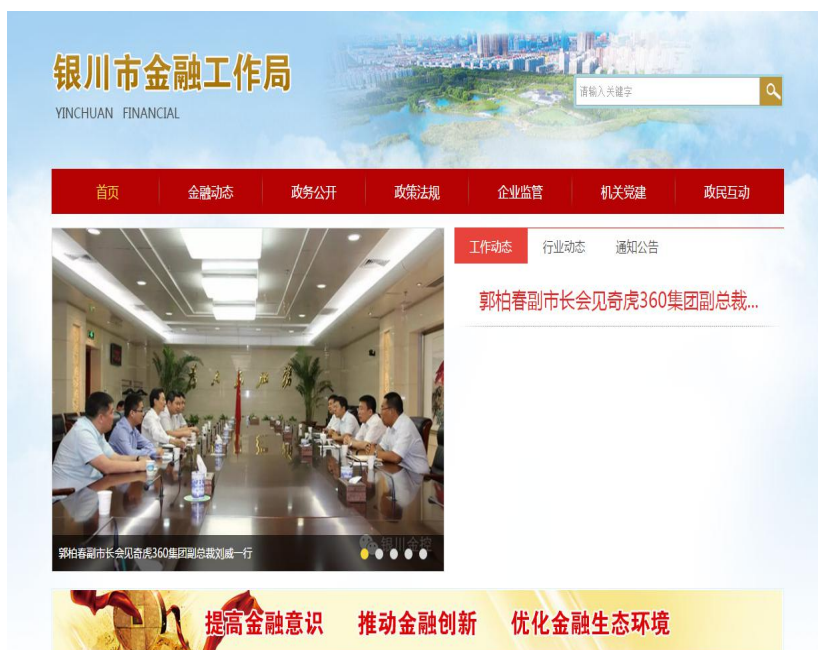 银川市金融工作局
YINCHUAN FINANCIAL
请输入关键字
首页 金融动态 政务公开 政策法规 企业监管 机关党建 政民互动
工作动态 行业动态 通知公告
郭柏春副市长会见奇虎360集团副总裁...
银川金控
郭柏春副市长会见奇虎360集团副总裁刘威一行
提高金融意识 推动金融创新 优化金融生态环境